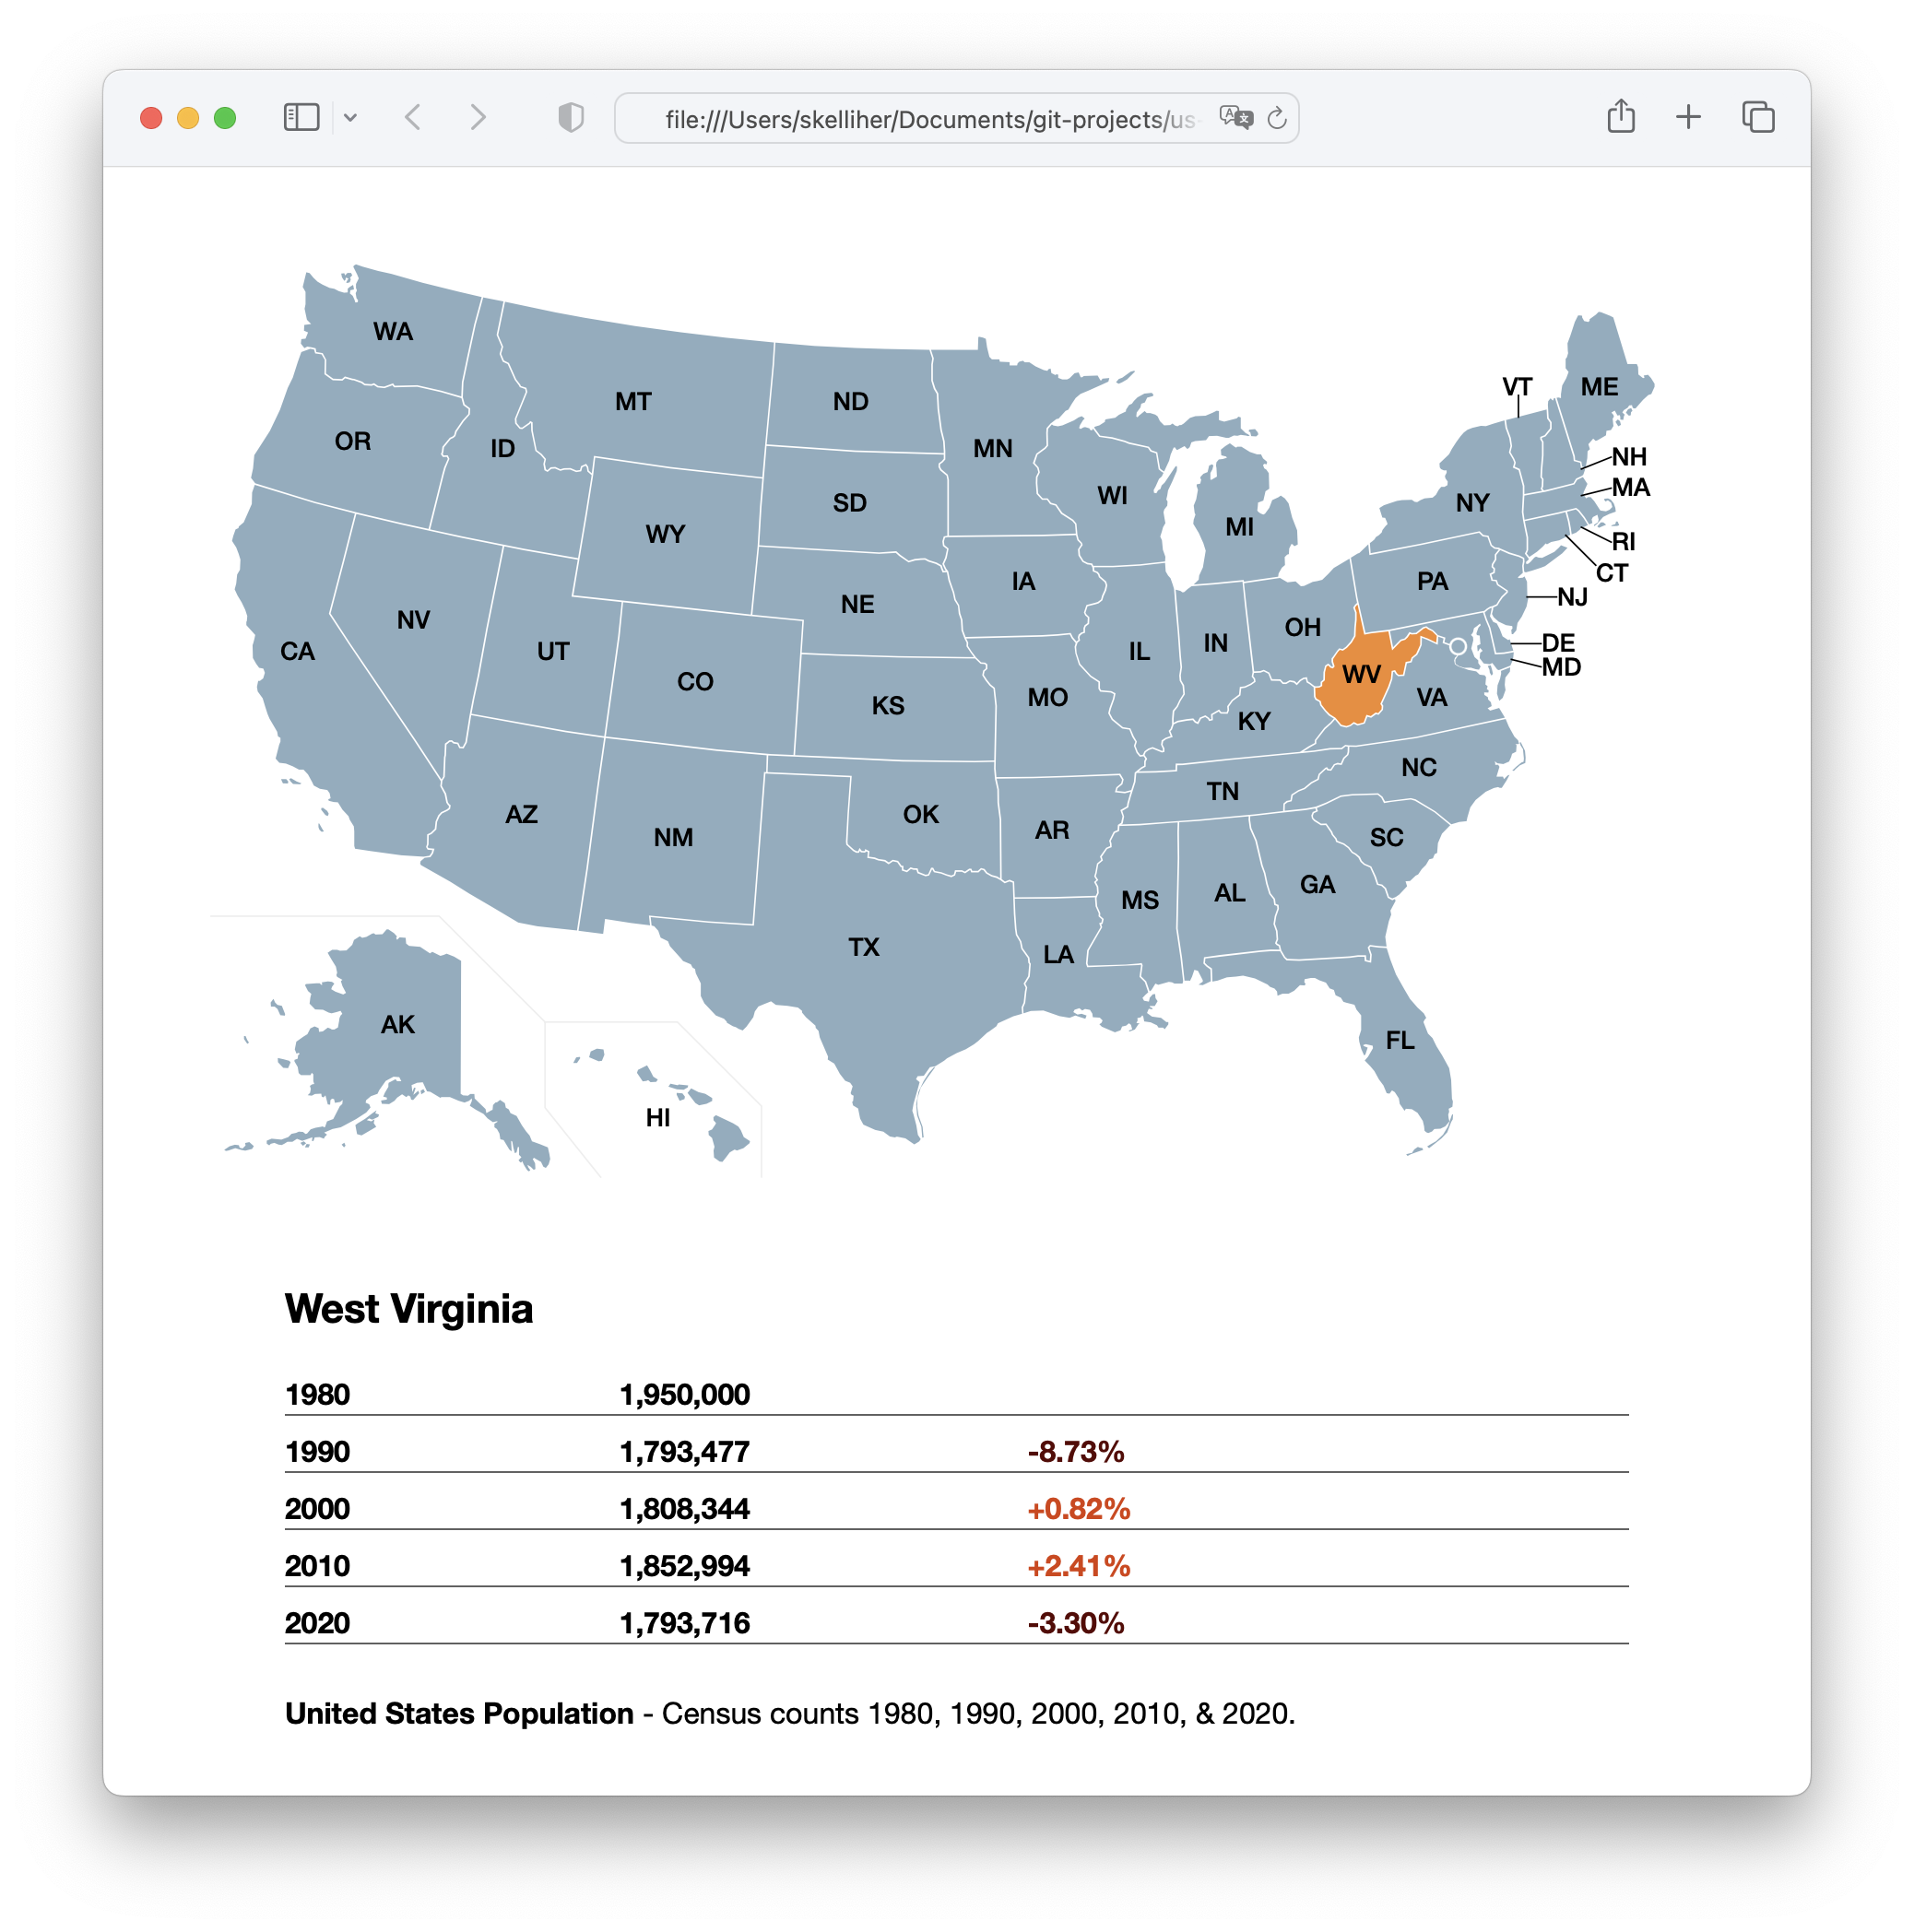 file:///Users/skelliher/Documents/git-projects/us-
WA
MT
ND
VT
ME
OR
ID
MN
NH
MA
WI
NY
SD
MI
WY
RI
CT
IA
PA
NJ
NE
NV
OH
CA
UT
IL
IN
DE
MD
CO
WV
KS
MO
VA
KY
NC
TN
AZ
OK
NM
AR
SC
GA
AL
MS
TX
LA
AK
FL
HI
West Virginia
1980 1,950,000
1990 1,793,477 -8.73%
2000 1,808,344 +0.82%
2010 1,852,994 +2.41%
2020 1,793,716 -3.30%
United States Population - Census counts 1980, 1990, 2000, 2010, & 2020.